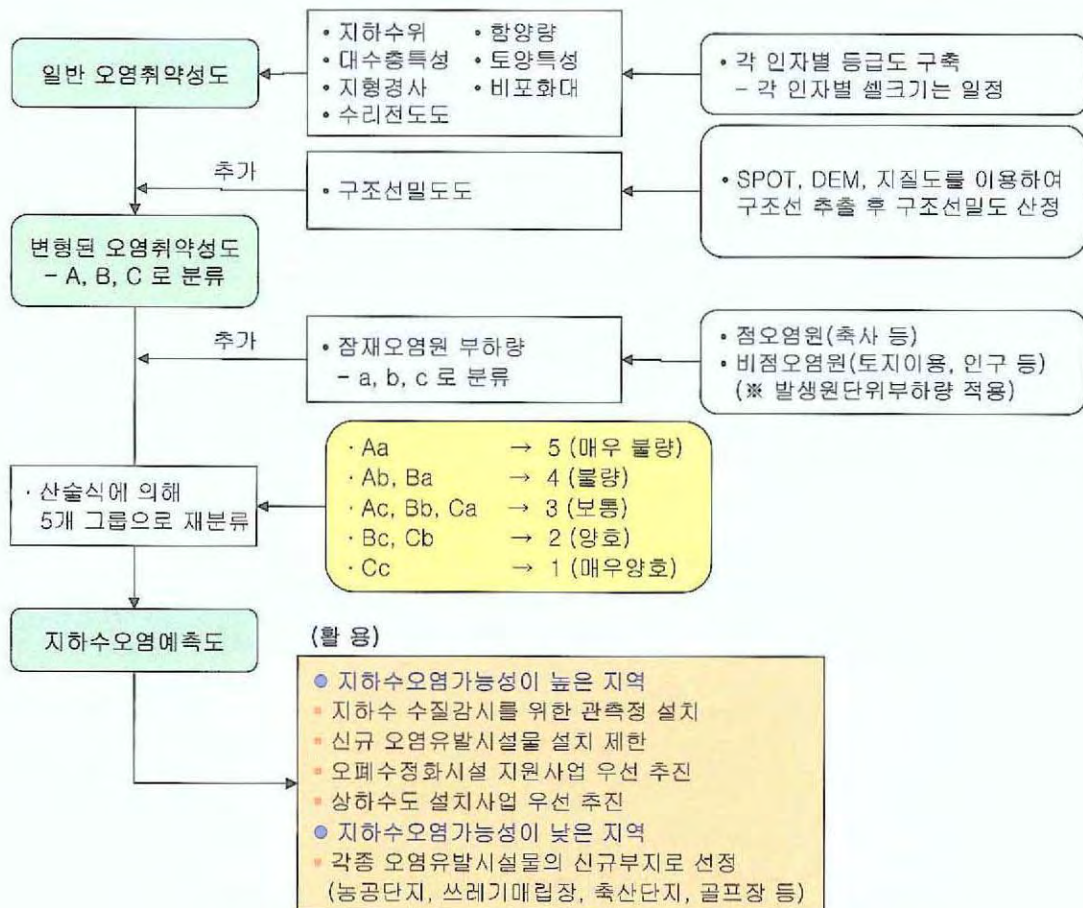 일반 오염취약성도
• 지하수위 • 함양량
• 대수층특성 • 토양특성
• 지형경사 • 비포화대
• 수리전도도
• 각 인자별 등급도 구축
– 각 인자별 셀크기는 일정
추가
• 구조선밀도도
• SPOT, DEM, 지질도를 이용하여
구조선 추출 후 구조선밀도 산정
변형된 오염취약성도
– A, B, C 로 분류
추가
• 잠재오염원 부하량
– a, b, c 로 분류
• 점오염원(축사 등)
• 비점오염원(토지이용, 인구 등)
(※ 발생원단위부하량 적용)
· 산술식에 의해
5개 그룹으로 재분류
· Aa → 5 (매우 불량)
· Ab, Ba → 4 (불량)
· Ac, Bb, Ca → 3 (보통)
· Bc, Cb → 2 (양호)
· Cc → 1 (매우양호)
지하수오염예측도
(활 용)
● 지하수오염가능성이 높은 지역
▪ 지하수 수질감시를 위한 관측정 설치
▪ 신규 오염유발시설물 설치 제한
▪ 오폐수정화시설 지원사업 우선 추진
▪ 상하수도 설치사업 우선 추진
● 지하수오염가능성이 낮은 지역
▪ 각종 오염유발시설물의 신규부지로 선정
(농공단지, 쓰레기매립장, 축산단지, 골프장 등)